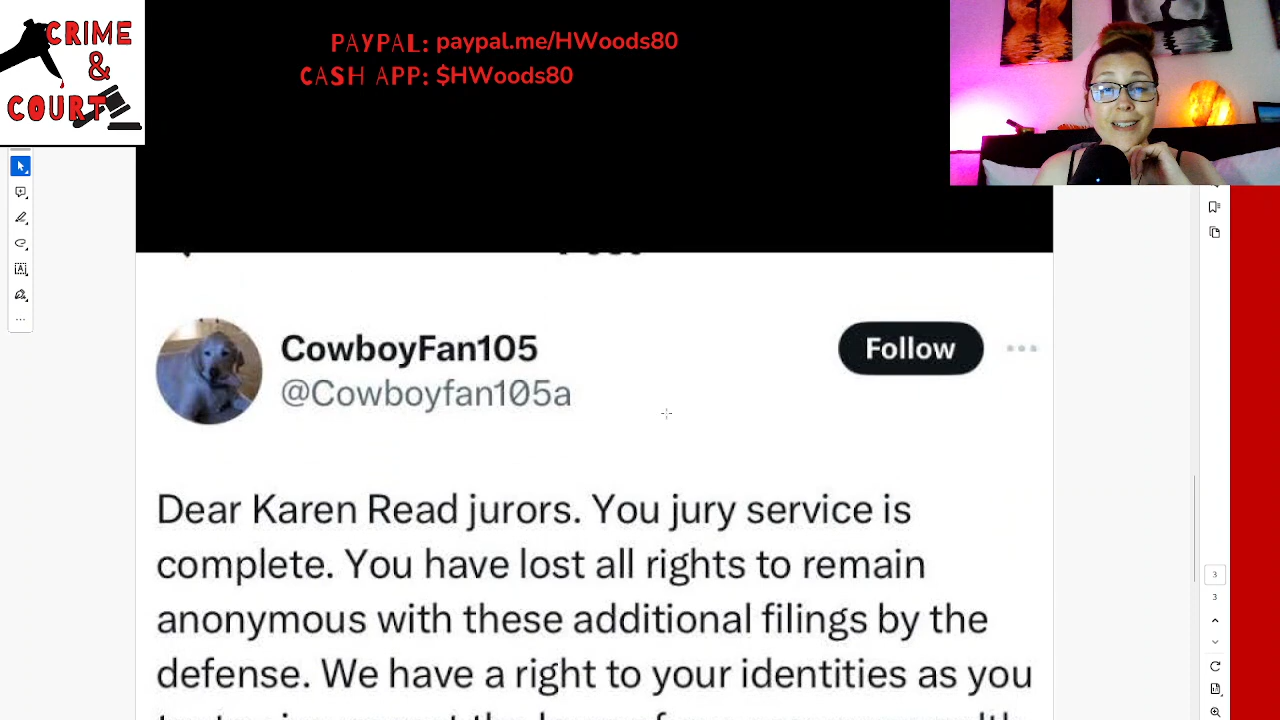 CRIME
&
COURT
PAYPAL: paypal.me/HWoods80
CASH APP: $HWoods80
CowboyFan105
@Cowboyfan105a
Follow
Dear Karen Read jurors. You jury service is
complete. You have lost all rights to remain
anonymous with these additional filings by the
defense. We have a right to your identities as you
3
3